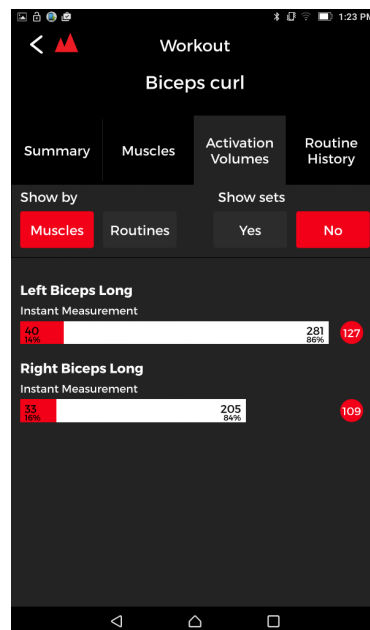 1:23 PM
Workout
Biceps curl
Summary
Muscles
Activation
Volumes
Routine
History
Show by
Show sets
Muscles
Routines
Yes
No
Left Biceps Long
Instant Measurement
40
14%
281
86%
127
Right Biceps Long
Instant Measurement
33
16%
205
84%
109